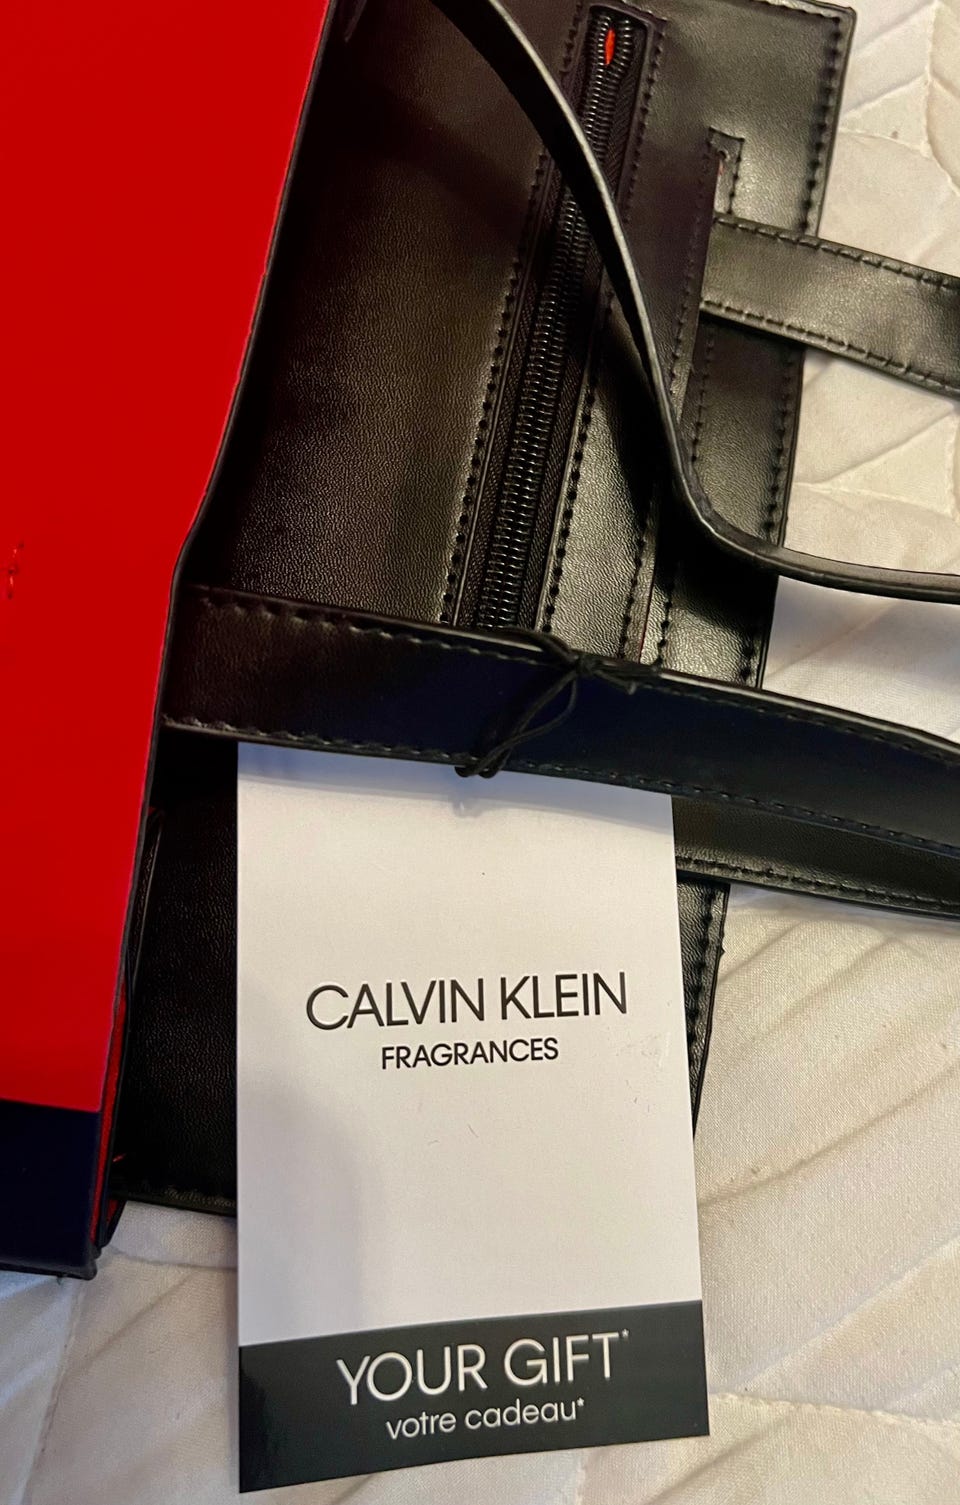 CALVIN KLEIN
FRAGRANCES
YOUR GIFT*
votre cadeau*